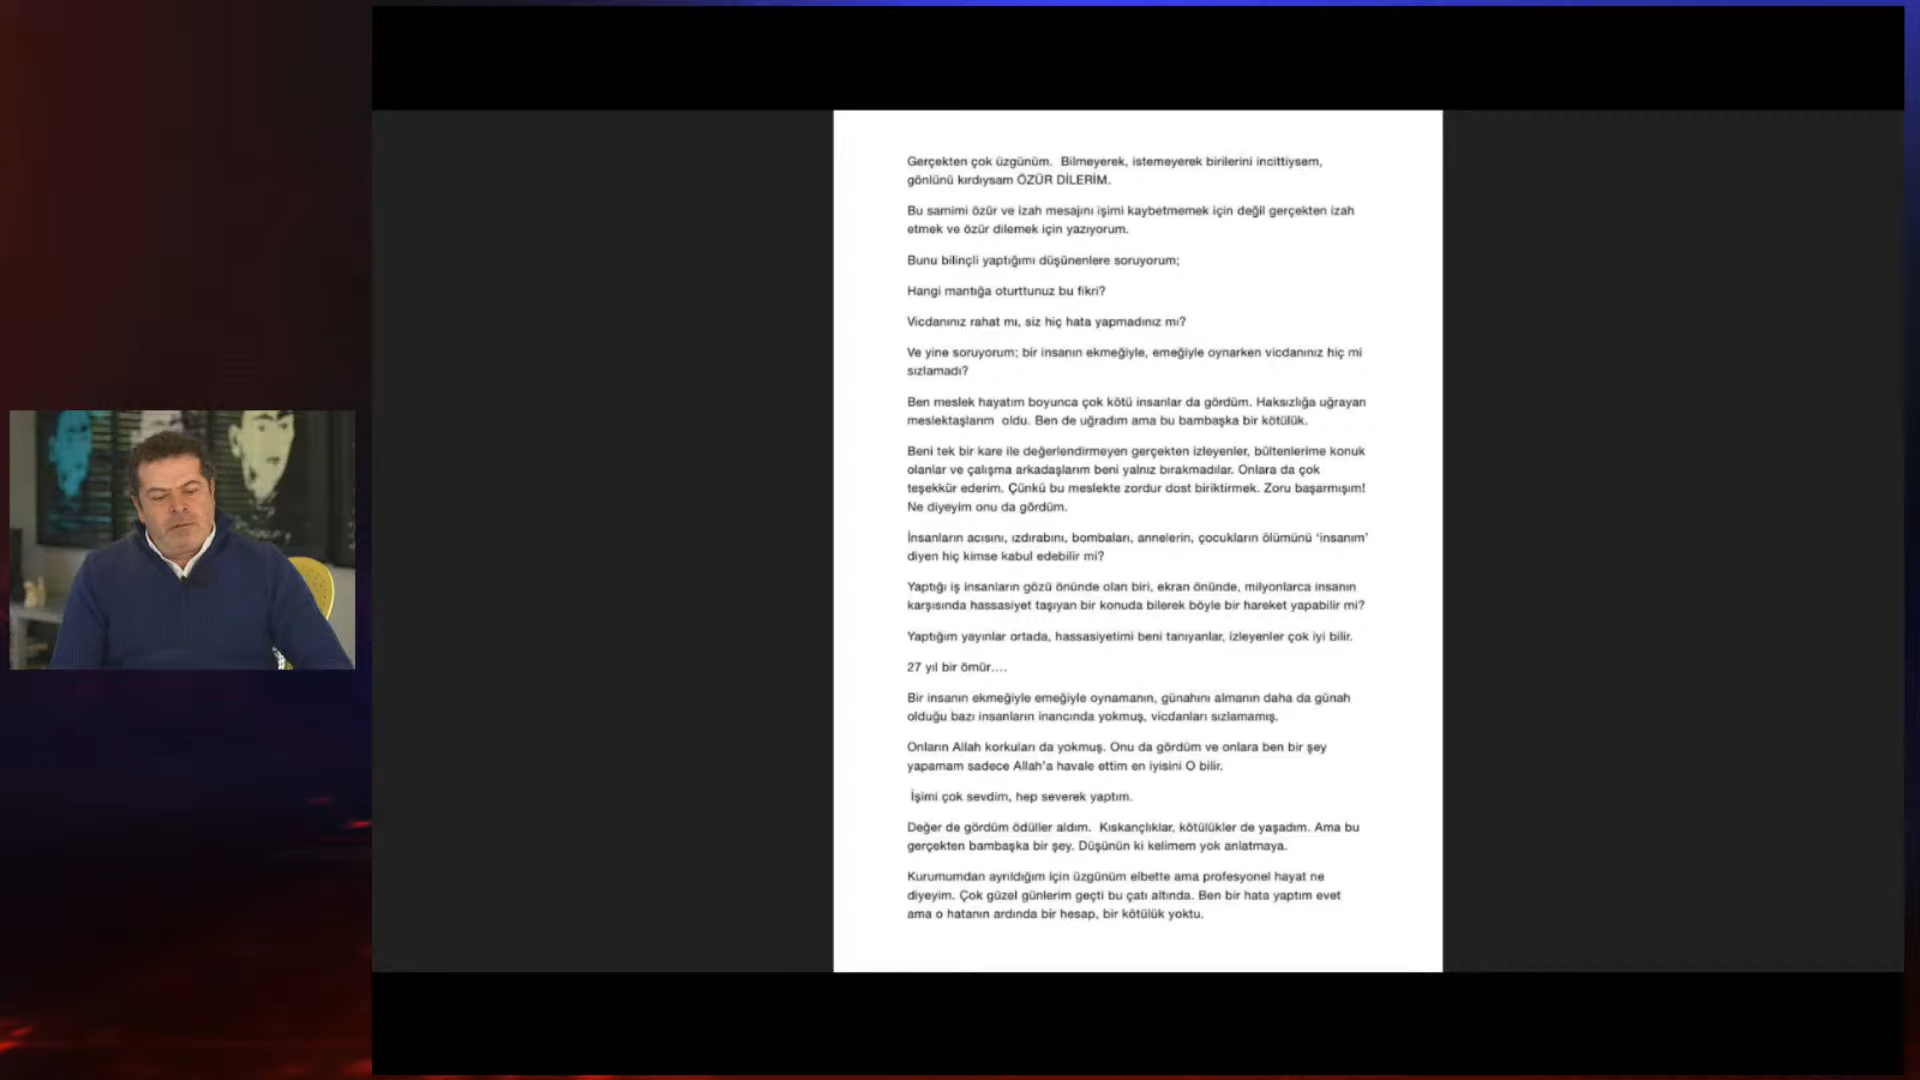 Gerçekten çok üzgünüm.  Bilmeyerek, istemeyerek birilerini incittiysem,
gönlünü kırdıysam ÖZÜR DİLERİM.
Bu samimi özür ve izah mesajını işimi kaybetmemek için değil gerçekten izah
etmek ve özür dilemek için yazıyorum.
Bunu bilinçli yaptığımı düşünenlere soruyorum;
Hangi mantığa oturttunuz bu fikri?
Vicdanınız rahat mı, siz hiç hata yapmadınız mı?
Ve yine soruyorum; bir insanın ekmeğiyle, emeğiyle oynarken vicdanınız hiç mi
sızlamadı?
Ben meslek hayatım boyunca çok kötü insanlar da gördüm. Haksızlığa uğrayan
meslektaşlarım  oldu. Ben de uğradım ama bu bambaşka bir kötülük.
Beni tek bir kare ile değerlendirmeyen gerçekten izleyenler, bültenlerime konuk
olanlar ve çalışma arkadaşlarım beni yalnız bırakmadılar. Onlara da çok
teşekkür ederim. Çünkü bu meslekte zordur dost biriktirmek. Zoru başarmışım!
Ne diyeyim onu da gördüm.
İnsanların acısını, ızdırabını, bombaları, annelerin, çocukların ölümünü ‘insanım’
diyen hiç kimse kabul edebilir mi?
Yaptığı iş insanların gözü önünde olan biri, ekran önünde, milyonlarca insanın
karşısında hassasiyet taşıyan bir konuda bilerek böyle bir hareket yapabilir mi?
Yaptığım yayınlar ortada, hassasiyetimi beni tanıyanlar, izleyenler çok iyi bilir.
27 yıl bir ömür….
Bir insanın ekmeğiyle emeğiyle oynamanın, günahını almanın daha da günah
olduğu bazı insanların inancında yokmuş, vicdanları sızlamamış.
Onların Allah korkuları da yokmuş. Onu da gördüm ve onlara ben bir şey
yapamam sadece Allah’a havale ettim en iyisini O bilir.
İşimi çok sevdim, hep severek yaptım.
Değer de gördüm ödüller aldım.  Kıskançlıklar, kötülükler de yaşadım. Ama bu
gerçekten bambaşka bir şey. Düşünün ki kelimem yok anlatmaya.
Kurumumdan ayrıldığım için üzgünüm elbette ama profesyonel hayat ne
diyeyim. Çok güzel günlerim geçti bu çatı altında. Ben bir hata yaptım evet
ama o hatanın ardında bir hesap, bir kötülük yoktu.